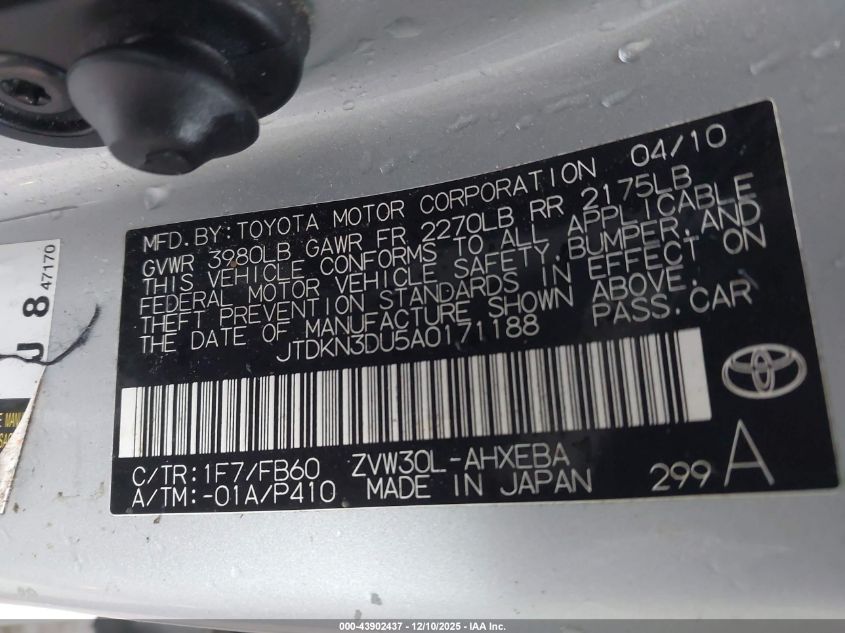 MFD. BY: TOYOTA MOTOR CORPORATION 04/10
GVWR 3980LB GAWR FR 2270LB RR 2175LB
THIS VEHICLE CONFORMS TO ALL APPLICABLE
FEDERAL MOTOR VEHICLE SAFETY, BUMPER, AND
THEFT PREVENTION STANDARDS IN EFFECT ON
THE DATE OF MANUFACTURE SHOWN ABOVE.
JTDKN3DU5A0171188 PASS. CAR
C/TR: 1F7/FB60 ZVW30L-AHXEBA
A/TM: -01A/P410 MADE IN JAPAN 299 A
J 8
47170
000-43902437 - 12/10/2025 - IAA Inc.